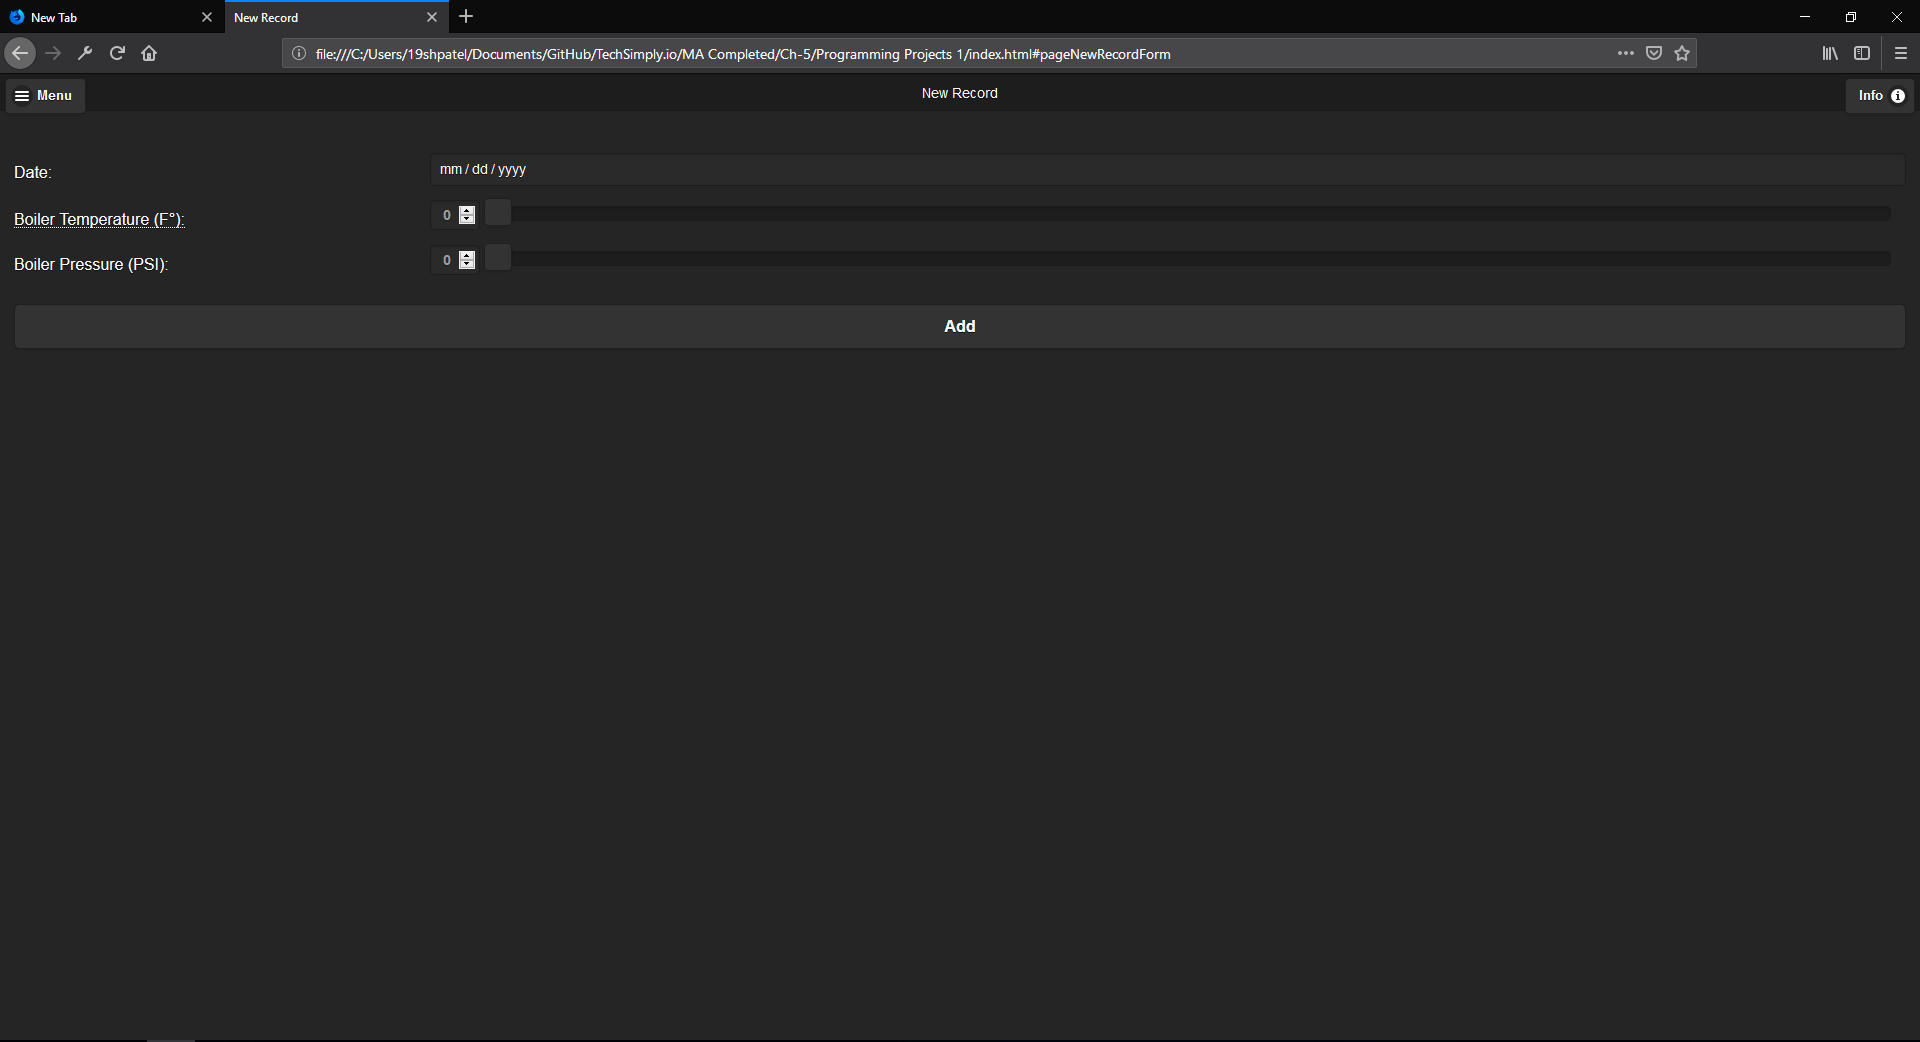 New Tab
New Record
file:///C:/Users/19shpatel/Documents/GitHub/TechSimply.io/MA Completed/Ch-5/Programming Projects 1/index.html#pageNewRecordForm
Menu
New Record
Info
Date:
mm / dd / yyyy
Boiler Temperature (F°):
0
Boiler Pressure (PSI):
0
Add